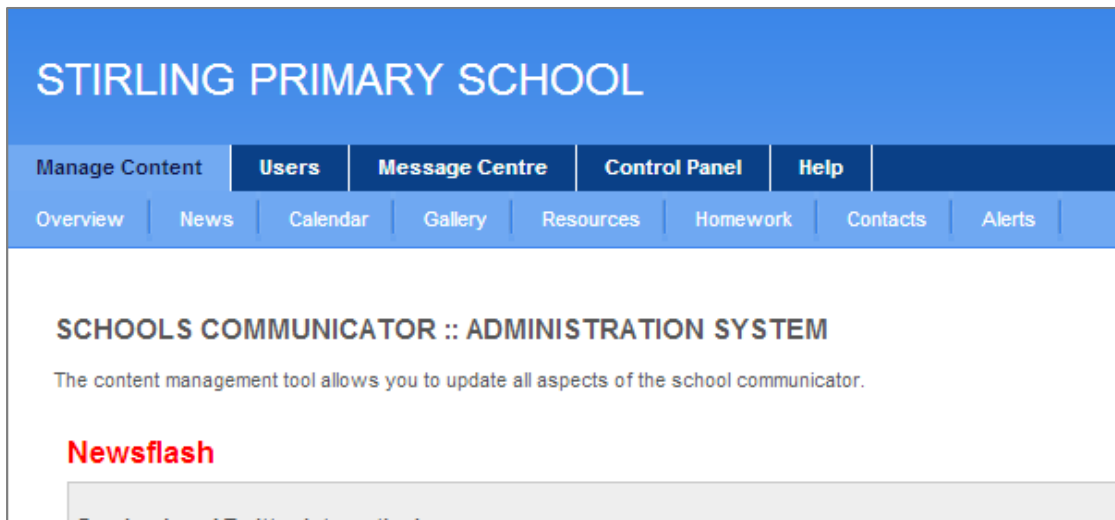 STIRLING PRIMARY SCHOOL
Manage Content Users Message Centre Control Panel Help
Overview News Calendar Gallery Resources Homework Contacts Alerts
SCHOOLS COMMUNICATOR :: ADMINISTRATION SYSTEM
The content management tool allows you to update all aspects of the school communicator.
Newsflash